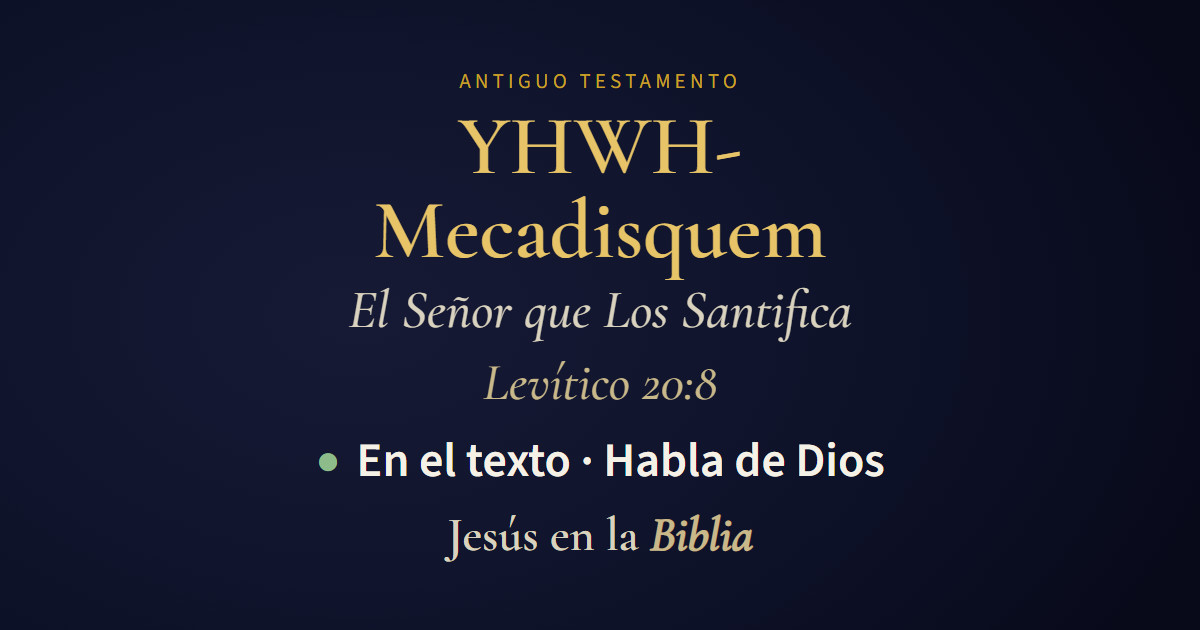 ANTIGUO TESTAMENTO
YHWH-
Mecadisquem
El Señor que Los Santifica
Levítico 20:8
• En el texto · Habla de Dios
Jesús en la Biblia